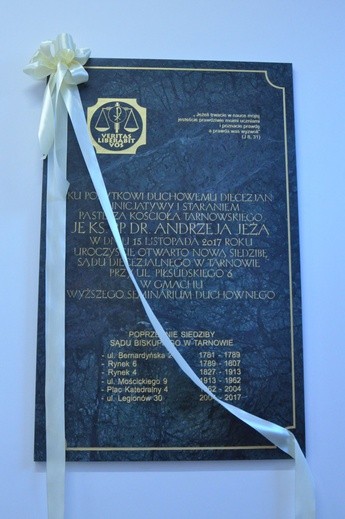 „Jeżeli trwacie w nauce mojej
jesteście prawdziwie moimi uczniami
i poznacie prawdę
a prawda was wyzwoli”
(J 8, 31)
VERITAS
LIBERABIT
VOS
KU POŻYTKOWI DUCHOWEMU DIECEZJAN
INICJATYWY I STARANIEM
PASTERZA KOŚCIOŁA TARNOWSKIEGO
JE KS. BP DR. ANDRZEJA JEŻA
W DNIU 15 LISTOPADA 2017 ROKU
UROCZYŚCIE OTWARTO NOWĄ SIEDZIBĘ
SĄDU DIECEZJALNEGO W TARNOWIE
PRZY UL. PIŁSUDSKIEGO 6
W GMACHU
WYŻSZEGO SEMINARIUM DUCHOWNEGO
POPRZEDNIE SIEDZIBY
SĄDU BISKUPIEGO W TARNOWIE:
- ul. Bernardyńska 1781 - 1789
- Rynek 6 1789 - 1807
- Rynek 4 1827 - 1913
- ul. Mościckiego 9 1913 - 1962
- Plac Katedralny 4 1962 - 2004
- ul. Legionów 30 2004 - 2017